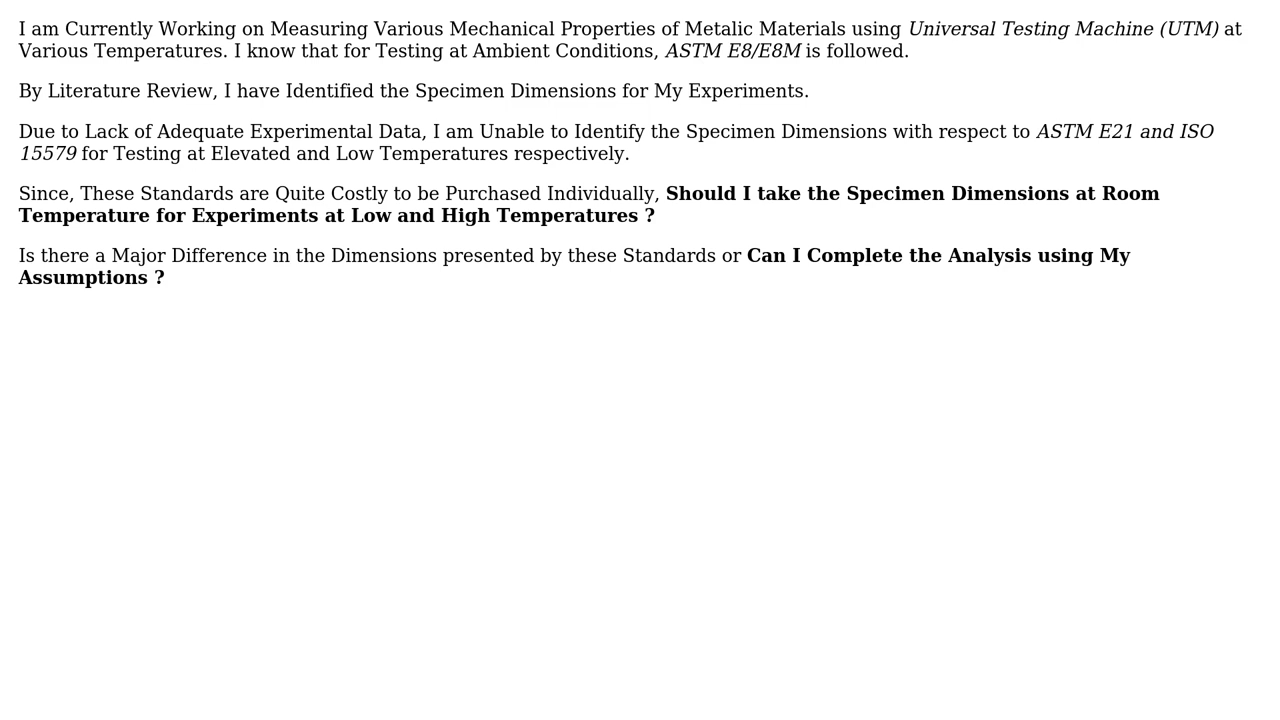 I am Currently Working on Measuring Various Mechanical Properties of Metalic Materials using Universal Testing Machine (UTM) at
Various Temperatures. I know that for Testing at Ambient Conditions, ASTM E8/E8M is followed.
By Literature Review, I have Identified the Specimen Dimensions for My Experiments.
Due to Lack of Adequate Experimental Data, I am Unable to Identify the Specimen Dimensions with respect to ASTM E21 and ISO
15579 for Testing at Elevated and Low Temperatures respectively.
Since, These Standards are Quite Costly to be Purchased Individually, Should I take the Specimen Dimensions at Room
Temperature for Experiments at Low and High Temperatures ?
Is there a Major Difference in the Dimensions presented by these Standards or Can I Complete the Analysis using My
Assumptions ?